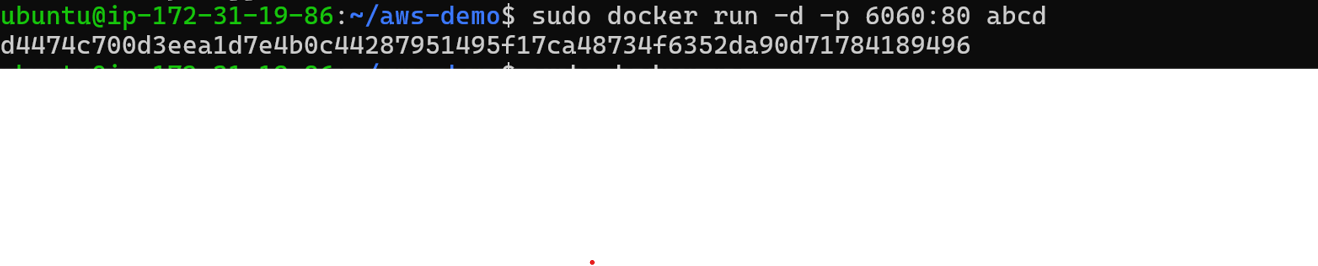 ubuntu@ip-172-31-19-86:~/aws-demo$ sudo docker run -d -p 6060:80 abcd
d4474c700d3eea1d7e4b0c44287951495f17ca48734f6352da90d71784189496